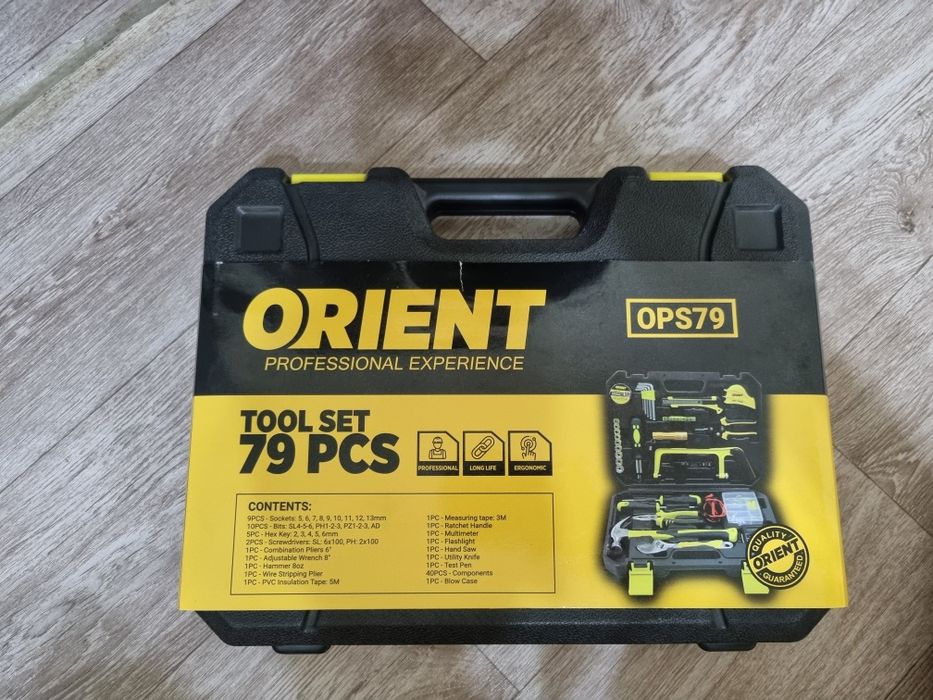 ORIENT
PROFESSIONAL EXPERIENCE
OPS79
TOOL SET
79 PCS
PROFESSIONAL
LONG LIFE
ERGONOMIC
CONTENTS:
9PCS - Sockets: 5, 6, 7, 8, 9, 10, 11, 12, 13mm
10PCS - Bits: SL4-5-6, PH1-2-3, PZ1-2-3, AD
5PC - Hex Key: 2, 3, 4, 5, 6mm
2PCS - Screwdrivers: SL: 6x100, PH: 2x100
1PC - Combination Pliers 6"
1PC - Adjustable Wrench 8"
1PC - Hammer 8oz
1PC - Wire Stripping Plier
1PC - PVC Insulation Tape: 5M
1PC - Measuring tape: 3M
1PC - Ratchet Handle
1PC - Multimeter
1PC - Flashlight
1PC - Hand Saw
1PC - Utility Knife
1PC - Test Pen
40PCS - Components
1PC - Blow Case
QUALITY
ORIENT
GUARANTEED